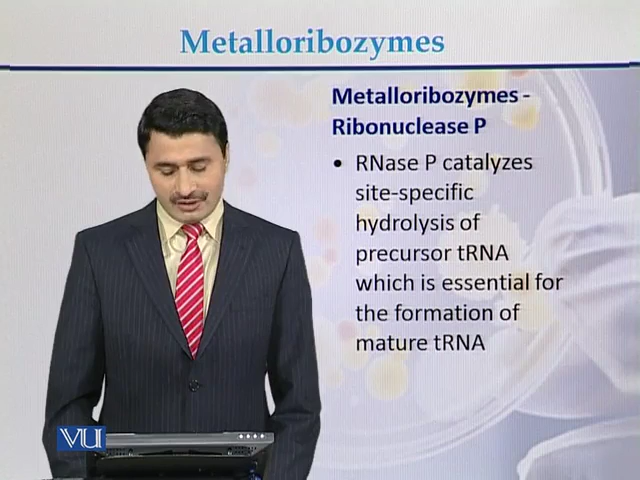 Metalloribozymes
Metalloribozymes -
Ribonuclease P
• RNase P catalyzes
site-specific
hydrolysis of
precursor tRNA
which is essential for
the formation of
mature tRNA
VU